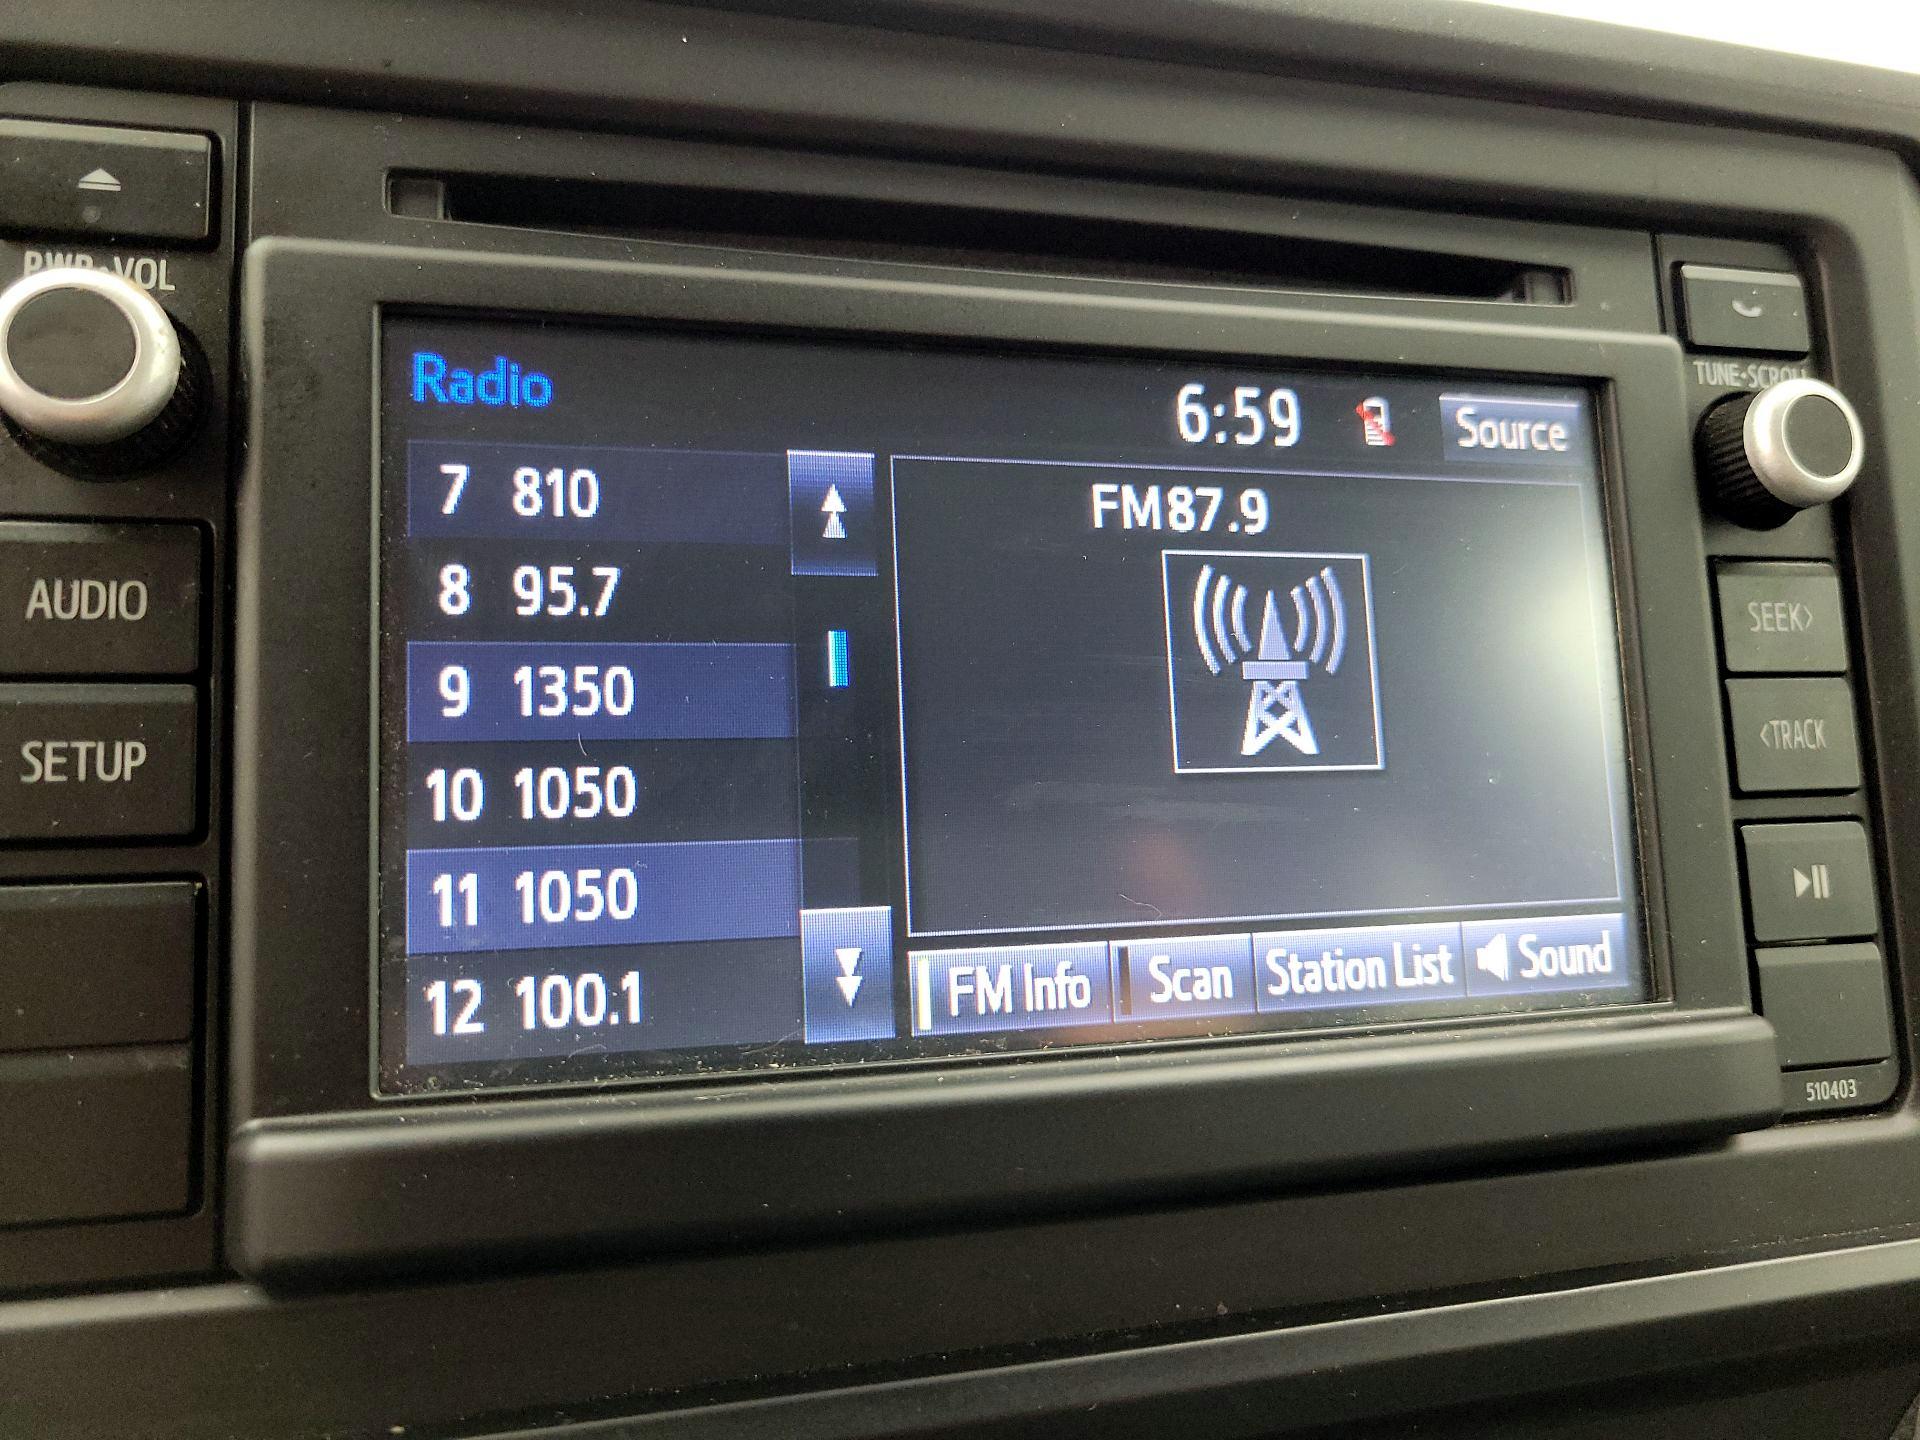 PWR•VOL
AUDIO
SETUP
Radio
6:59
Source
7 810
8 95.7
9 1350
10 1050
11 1050
12 100.1
FM87.9
FM Info
Scan
Station List
Sound
TUNE•SCROLL
SEEK>
<TRACK
510403